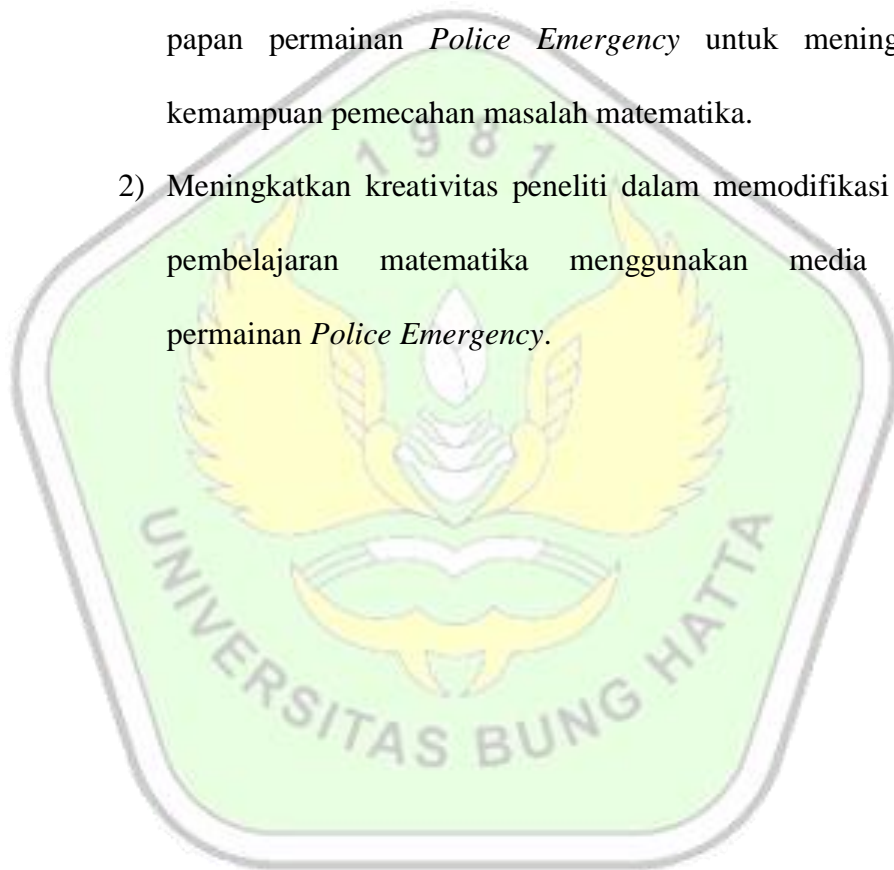 papan permainan Police Emergency untuk mening
kemampuan pemecahan masalah matematika.
1981
2) Meningkatkan kreativitas peneliti dalam memodifikasi
pembelajaran matematika menggunakan media
permainan Police Emergency.
UNIVERSITAS BUNG HATTA